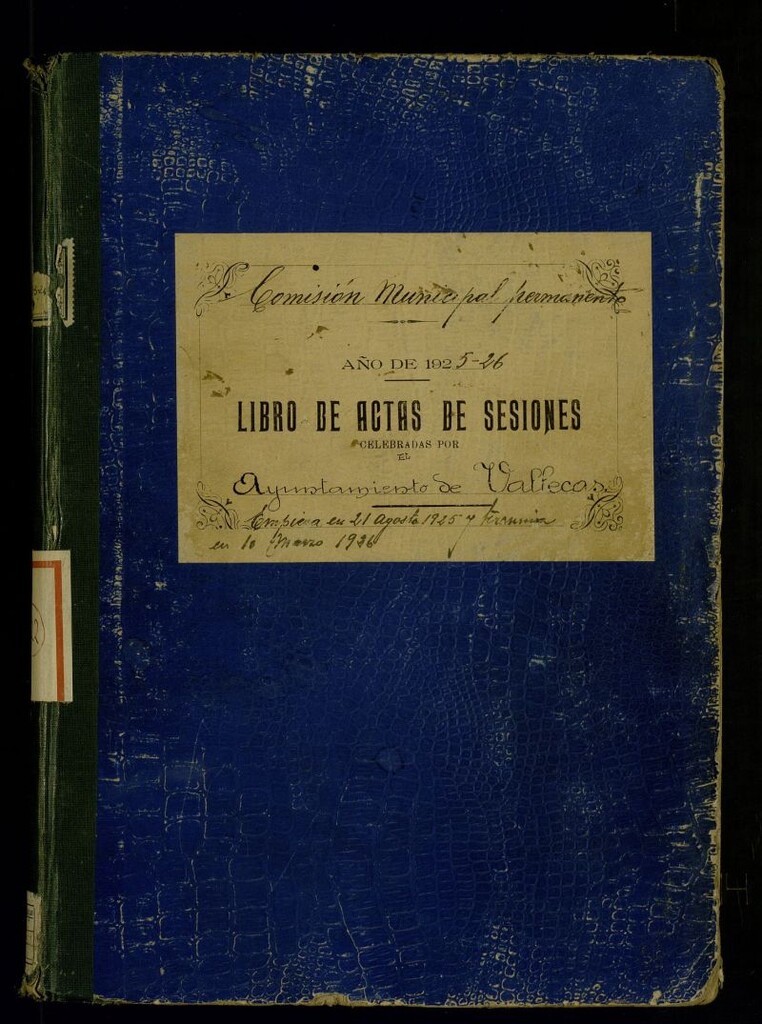 Comisión Municipal permanente
AÑO DE 1925-26
LIBRO DE ACTAS DE SESIONES
CELEBRADAS POR
EL
Ayuntamiento de Vallecas.
Empieza en 21 Agosto 1925 y termina
en 10 Marzo 1926